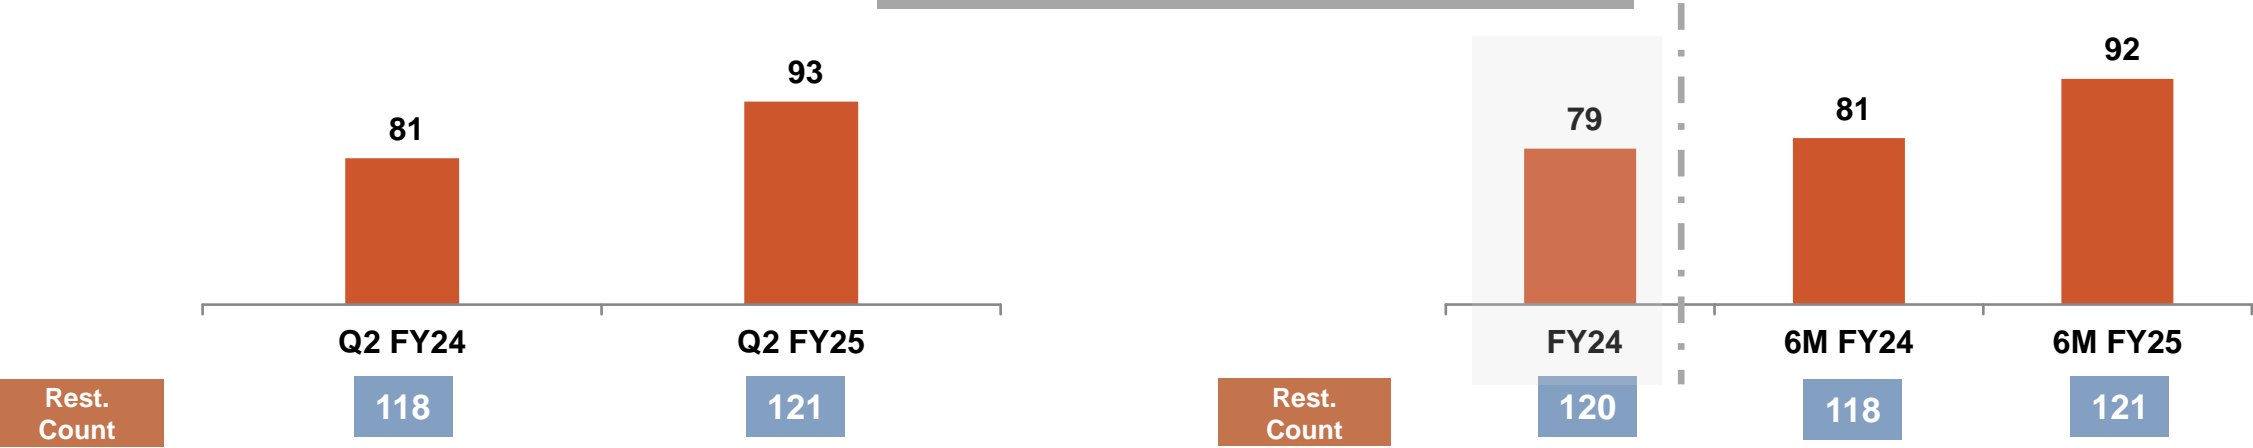 93
81
Q2 FY24
Q2 FY25
Rest.
Count
118
121
92
81
79
FY24
6M FY24
6M FY25
Rest.
Count
120
118
121